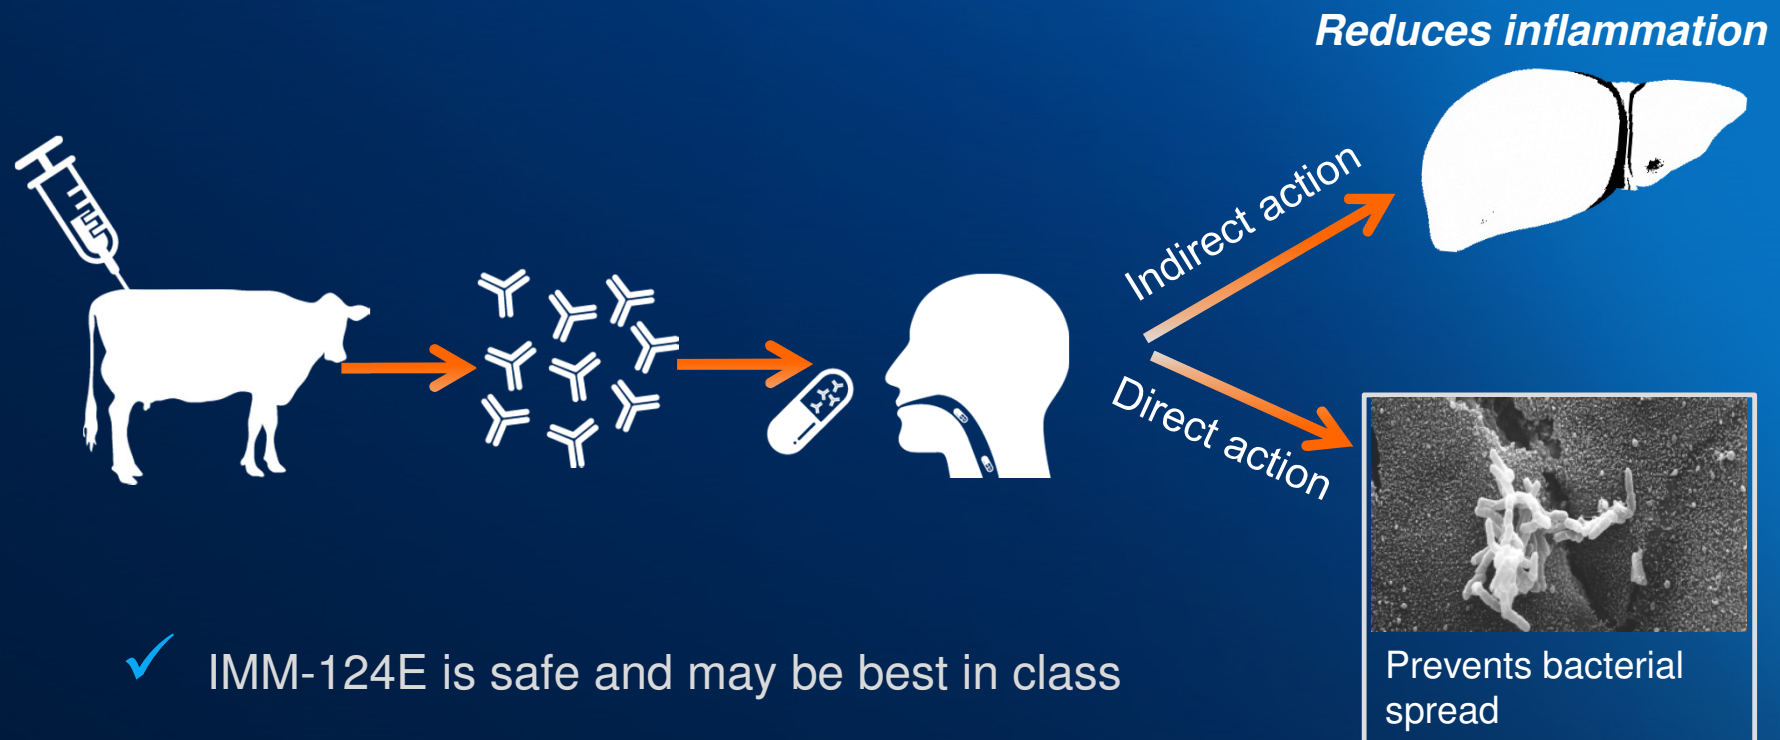 Reduces inflammation
Indirect action
Direct action
IMM-124E is safe and may be best in class
Prevents bacterial
spread